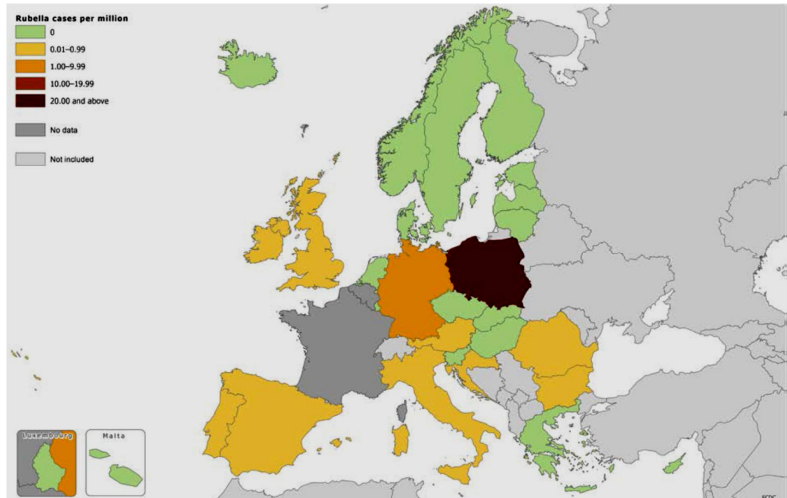 Rubella cases per million
0
0.01–0.99
1.00–9.99
10.00–19.99
20.00 and above
No data
Not included
Luxembourg
Malta
ECDC